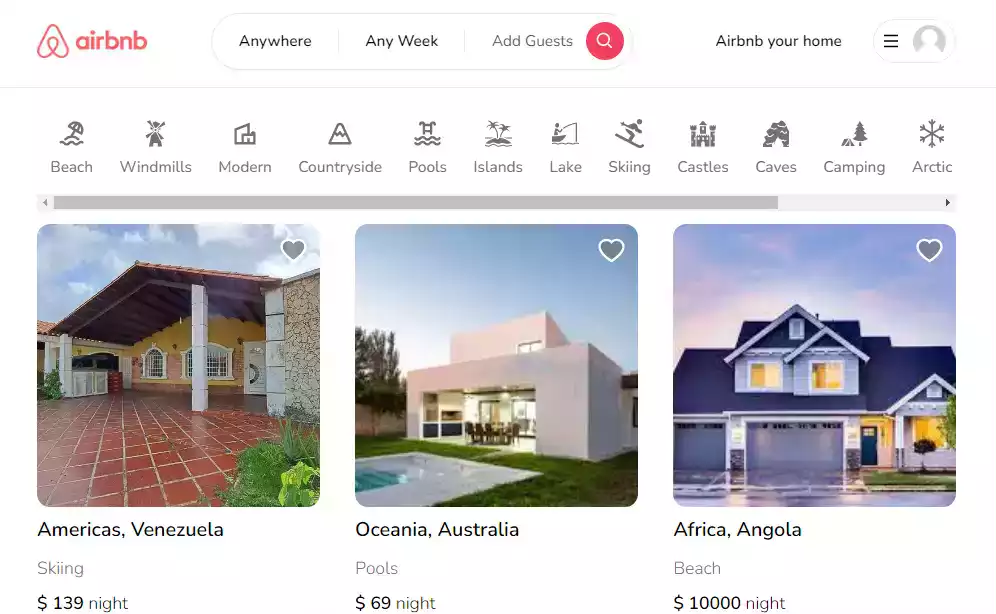 airbnb Anywhere Any Week Add Guests Airbnb your home
Beach Windmills Modern Countryside Pools Islands Lake Skiing Castles Caves Camping Arctic
Americas, Venezuela
Skiing
$ 139 night
Oceania, Australia
Pools
$ 69 night
Africa, Angola
Beach
$ 10000 night